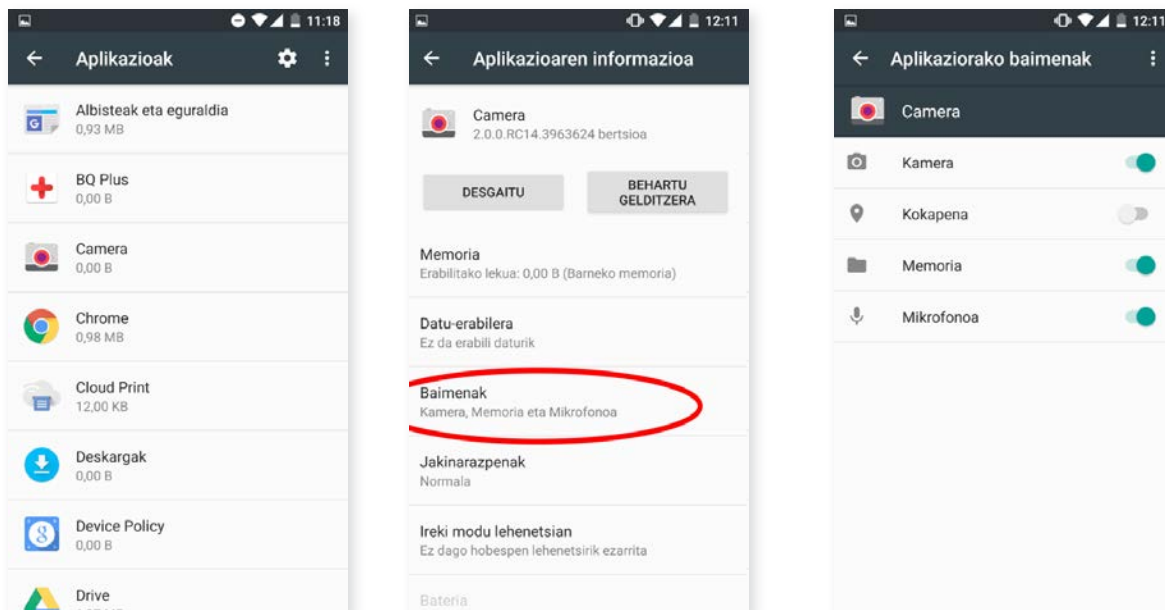 11:18
Aplikazioak
Albisteak eta eguraldia
0,93 MB
BQ Plus
0,00 B
Camera
0,00 B
Chrome
0,98 MB
Cloud Print
12,00 KB
Deskargak
0,00 B
Device Policy
0,00 B
Drive
12:11
Aplikazioaren informazioa
Camera
2.0.0.RC14.3963624 bertsioa
DESGAITU
BEHARTU
GELDITZERA
Memoria
Erabilitako lekua: 0,00 B (Barneko memoria)
Datu-erabilera
Ez da erabili daturik
Baimenak
Kamera, Memoria eta Mikrofonoa
Jakinarazpenak
Normala
Ireki modu lehenetsian
Ez dago hobespen lehenetsirik ezarrita
Bateria
12:11
Aplikaziorako baimenak
Camera
Kamera
Kokapena
Memoria
Mikrofonoa